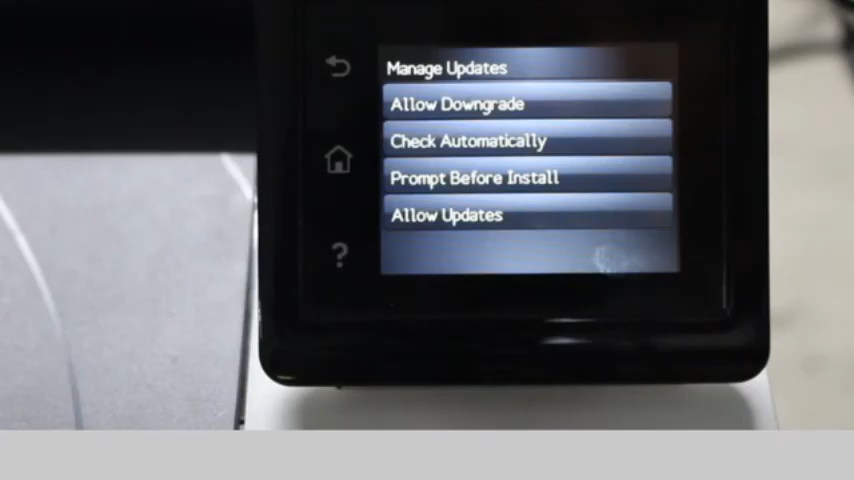 Manage Updates
Allow Downgrade
Check Automatically
Prompt Before Install
Allow Updates
?